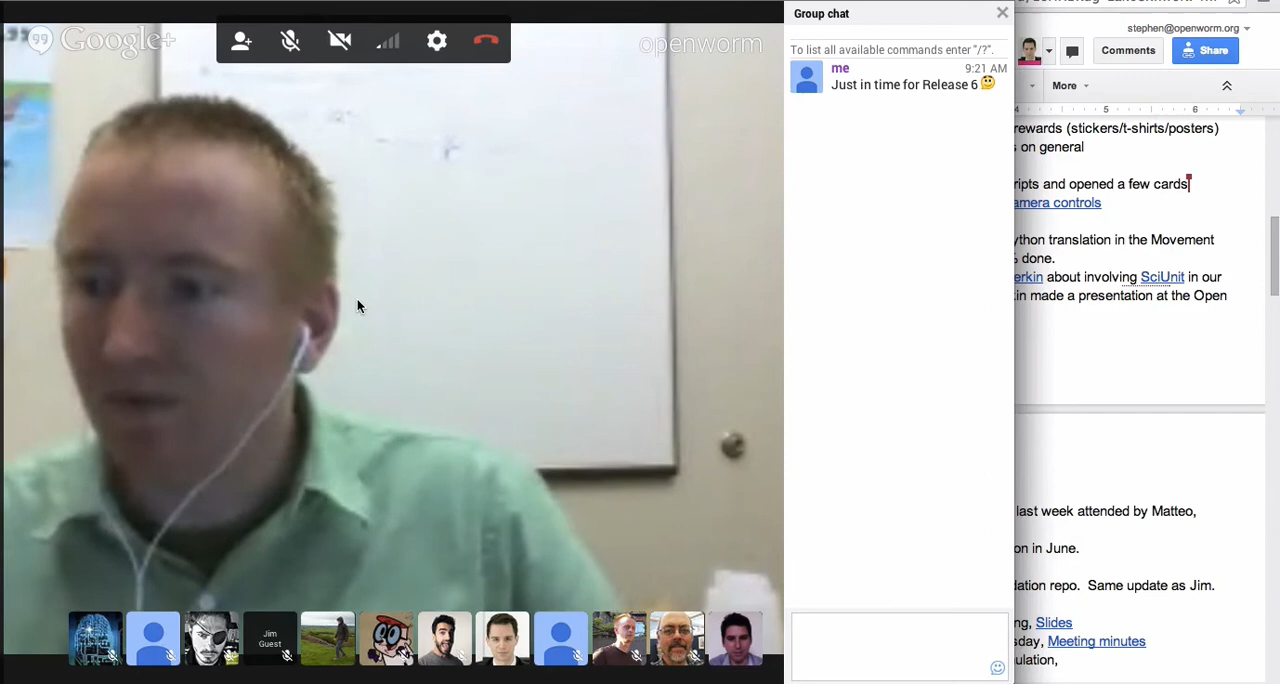 Google+
openworm
Group chat
To list all available commands enter "/?".
me
9:21 AM
Just in time for Release 6
Jim
Guest
stephen@openworm.org
Comments
Share
More
4 5 6
rewards (stickers/t-shirts/posters)
s on general
ripts and opened a few cards
amera controls
ython translation in the Movement
% done.
erkin about involving SciUnit in our
in made a presentation at the Open
last week attended by Matteo,
on in June.
dation repo. Same update as Jim.
ng, Slides
sday, Meeting minutes
ulation,